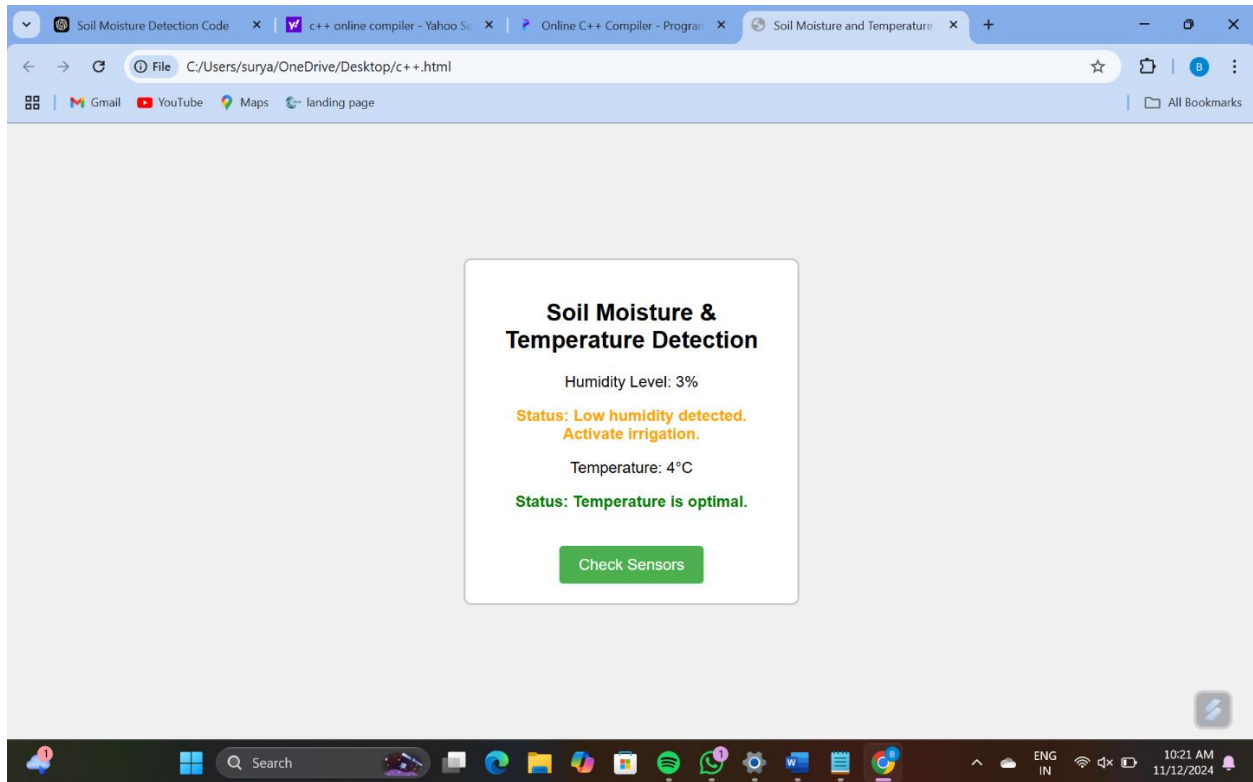 Soil Moisture Detection Code
c++ online compiler - Yahoo Se
Online C++ Compiler - Program
Soil Moisture and Temperature
File C:/Users/surya/OneDrive/Desktop/c++.html
B
Gmail YouTube Maps landing page
All Bookmarks
Soil Moisture &
Temperature Detection
Humidity Level: 3%
Status: Low humidity detected.
Activate irrigation.
Temperature: 4°C
Status: Temperature is optimal.
Check Sensors
1
Search
1
ENG
IN
10:21 AM
11/12/2024